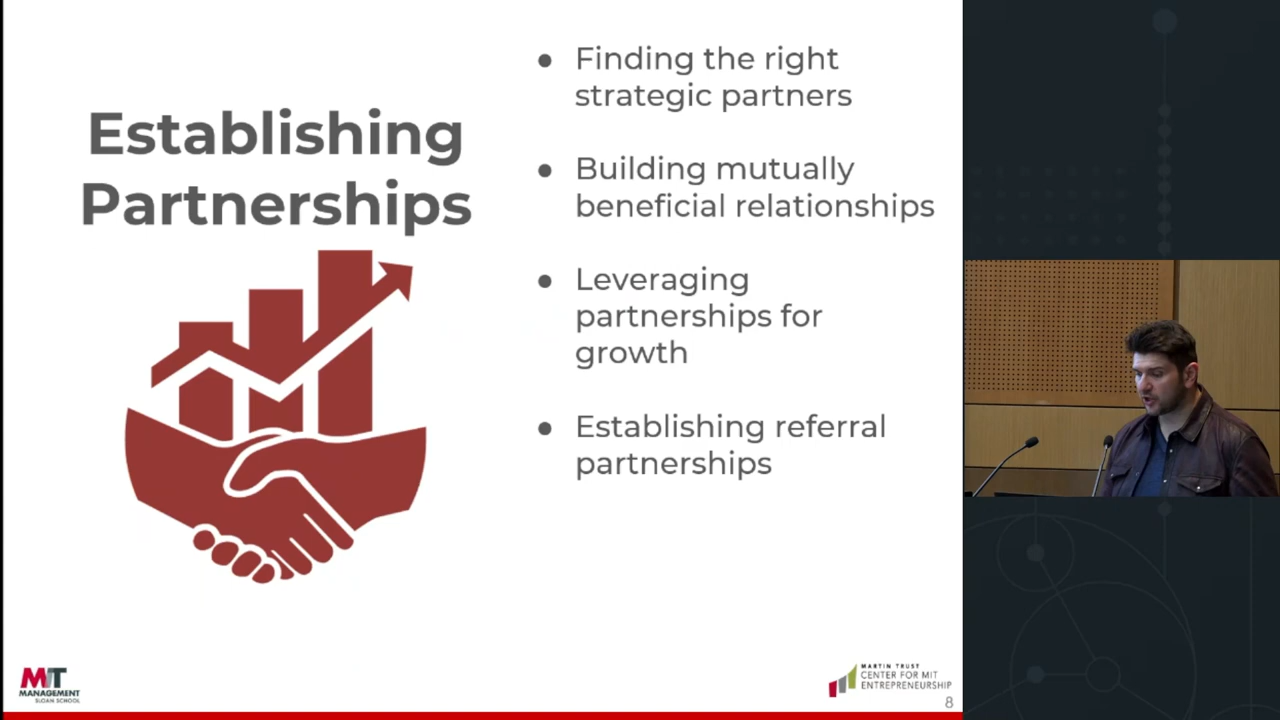 Establishing
Partnerships
● Finding the right
strategic partners
● Building mutually
beneficial relationships
● Leveraging
partnerships for
growth
● Establishing referral
partnerships
MIT
MANAGEMENT
SLOAN SCHOOL
MARTIN TRUST
CENTER FOR MIT
ENTREPRENEURSHIP
8